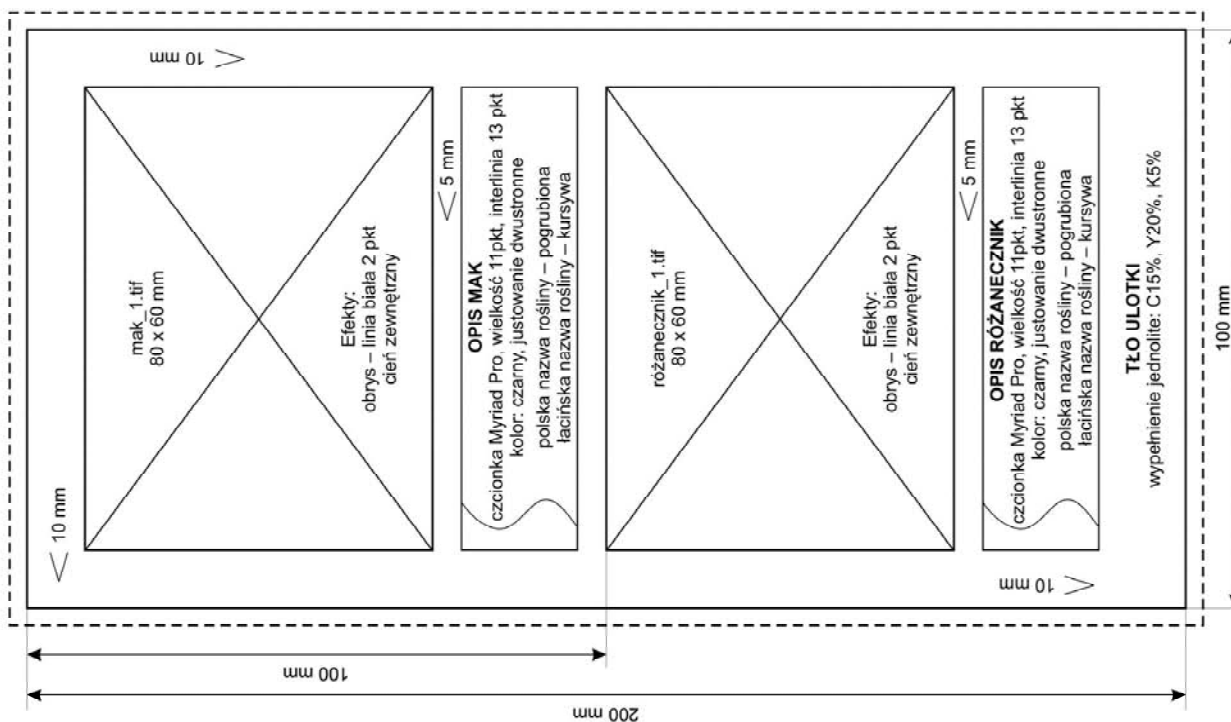 10 mm
10 mm
mak_1.tif
80 x 60 mm
Efekty:
obrys – linia biała 2 pkt
cień zewnętrzny
5 mm
OPIS MAK
czcionka Myriad Pro, wielkość 11pkt, interlinia 13 pkt
kolor: czarny, justowanie dwustronne
polska nazwa rośliny – pogrubiona
łacińska nazwa rośliny – kursywa
różanecznik_1.tif
80 x 60 mm
Efekty:
obrys – linia biała 2 pkt
cień zewnętrzny
5 mm
OPIS RÓŻANECZNIK
czcionka Myriad Pro, wielkość 11pkt, interlinia 13 pkt
kolor: czarny, justowanie dwustronne
polska nazwa rośliny – pogrubiona
łacińska nazwa rośliny – kursywa
10 mm
TŁO ULOTKI
wypełnienie jednolite: C15%, Y20%, K5%
100 mm
100 mm
200 mm